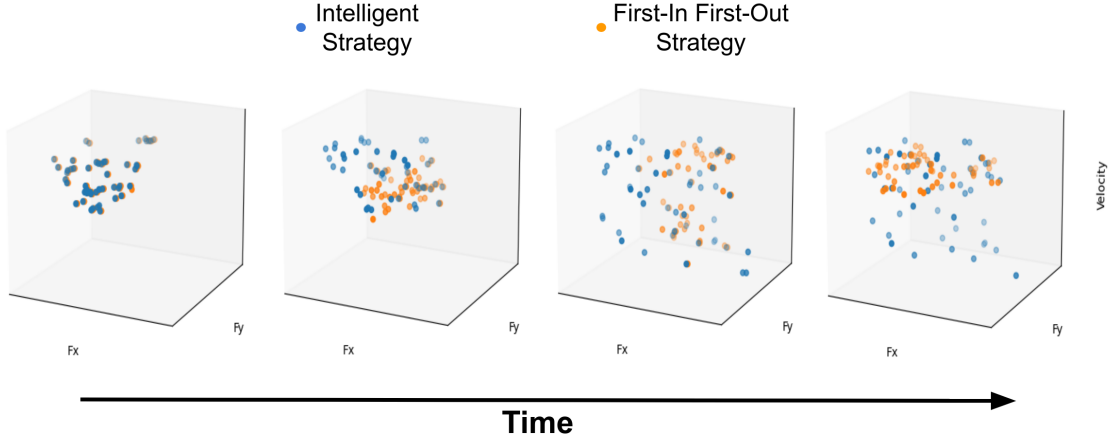 Intelligent
Strategy
First-In First-Out
Strategy
Velocity
Fy
Fx
Fy
Fx
Fy
Fx
Fy
Fx
Time